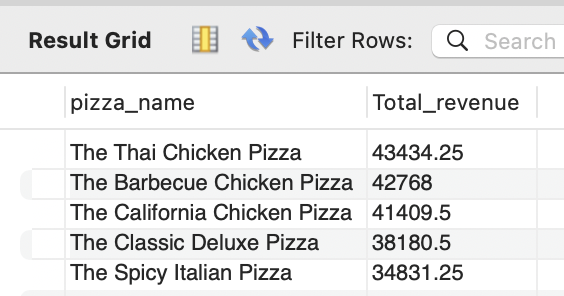 Result Grid Filter Rows: Search
pizza_name Total_revenue
The Thai Chicken Pizza 43434.25
The Barbecue Chicken Pizza 42768
The California Chicken Pizza 41409.5
The Classic Deluxe Pizza 38180.5
The Spicy Italian Pizza 34831.25